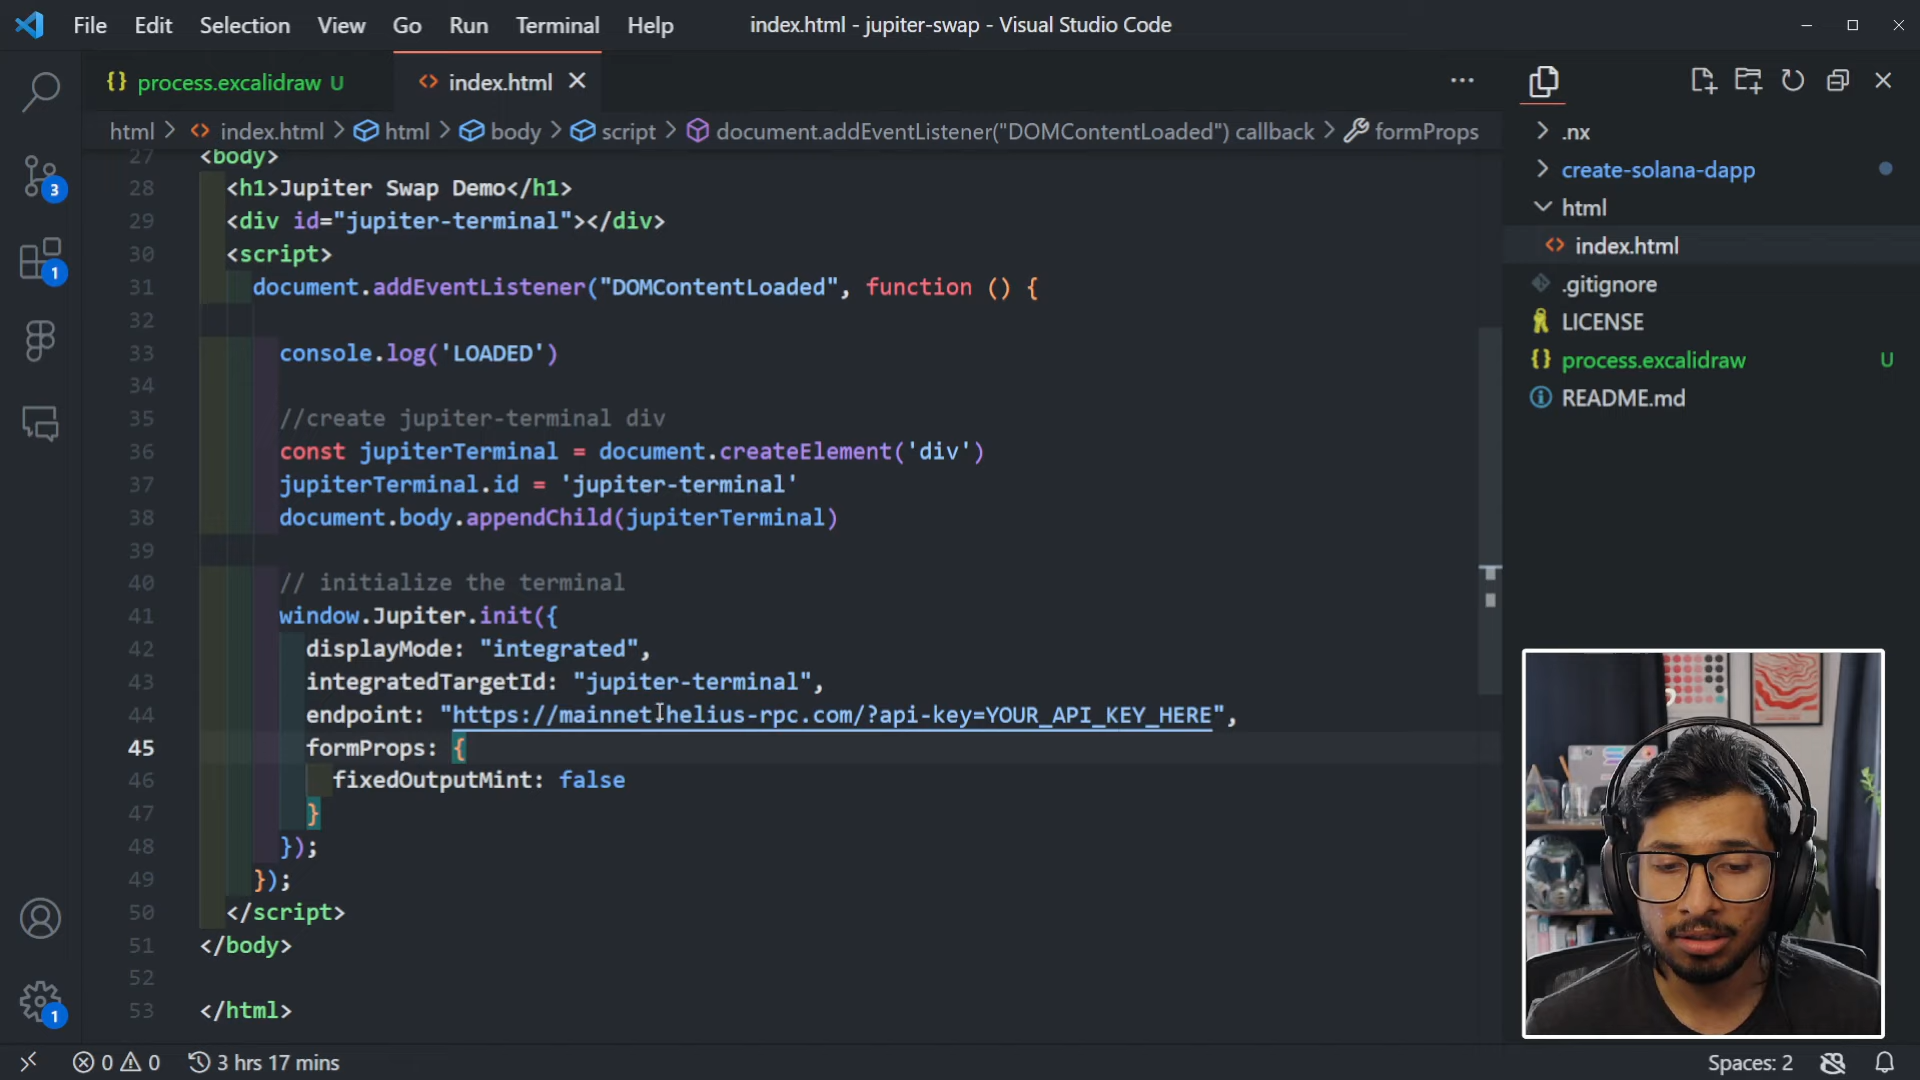 File Edit Selection View Go Run Terminal Help index.html - jupiter-swap - Visual Studio Code
{} process.excalidraw U <> index.html
html > <> index.html > html > body > script > document.addEventListener("DOMContentLoaded") callback > formProps
27 <body>
28 <h1>Jupiter Swap Demo</h1>
29 <div id="jupiter-terminal"></div>
30 <script>
31 document.addEventListener("DOMContentLoaded", function () {
32
33 console.log('LOADED')
34
35 //create jupiter-terminal div
36 const jupiterTerminal = document.createElement('div')
37 jupiterTerminal.id = 'jupiter-terminal'
38 document.body.appendChild(jupiterTerminal)
39
40 // initialize the terminal
41 window.Jupiter.init({
42 displayMode: "integrated",
43 integratedTargetId: "jupiter-terminal",
44 endpoint: "https://mainnet.helius-rpc.com/?api-key=YOUR_API_KEY_HERE",
45 formProps: {
46 fixedOutputMint: false
47 }
48 });
49 });
50 </script>
51 </body>
52
53 </html>
.nx
create-solana-dapp
html
<> index.html
.gitignore
LICENSE
{} process.excalidraw U
README.md
3
1
1
0 0 3 hrs 17 mins Spaces: 2